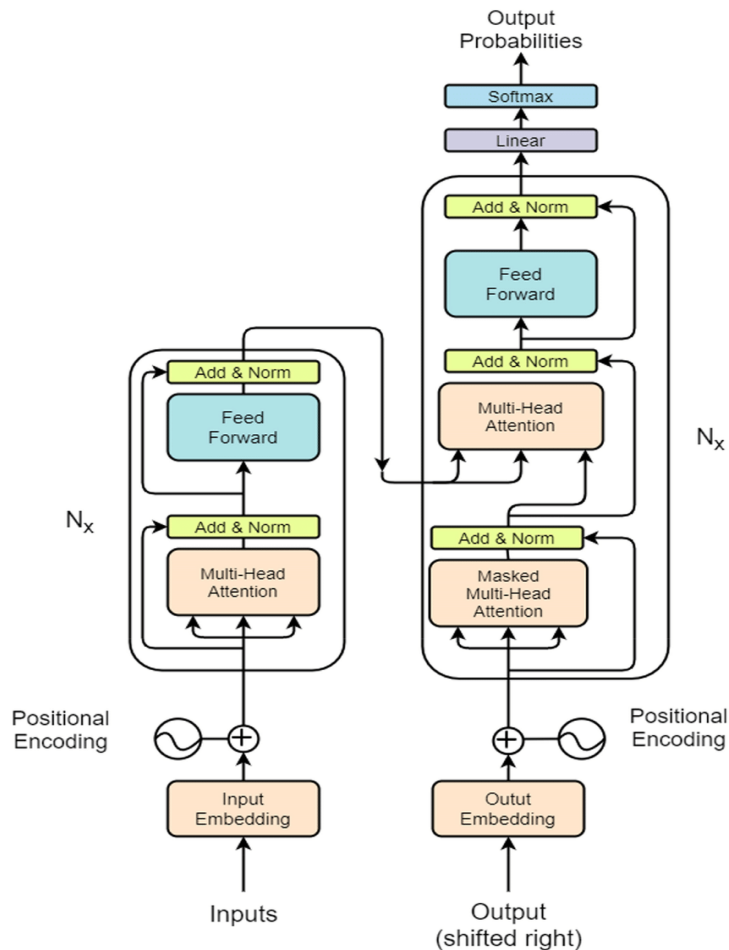 Output
Probabilities
Softmax
Linear
Add & Norm
Feed
Forward
Add & Norm
Multi-Head
Attention
Nx
Add & Norm
Masked
Multi-Head
Attention
Add & Norm
Feed
Forward
Nx
Add & Norm
Multi-Head
Attention
Positional
Encoding
Positional
Encoding
Input
Embedding
Outut
Embedding
Inputs
Output
(shifted right)